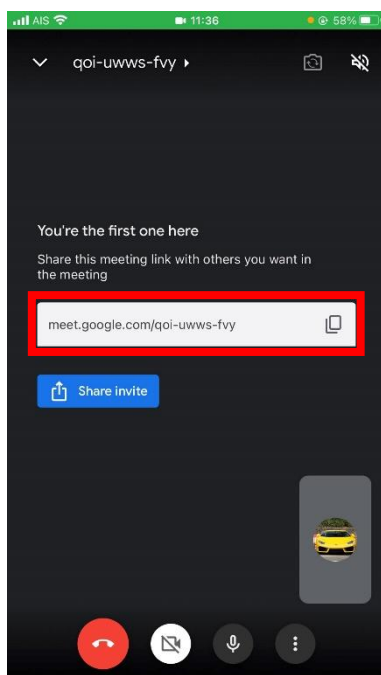 AIS 11:36 58%
qoi-uwws-fvy
You're the first one here
Share this meeting link with others you want in
the meeting
meet.google.com/qoi-uwws-fvy
Share invite